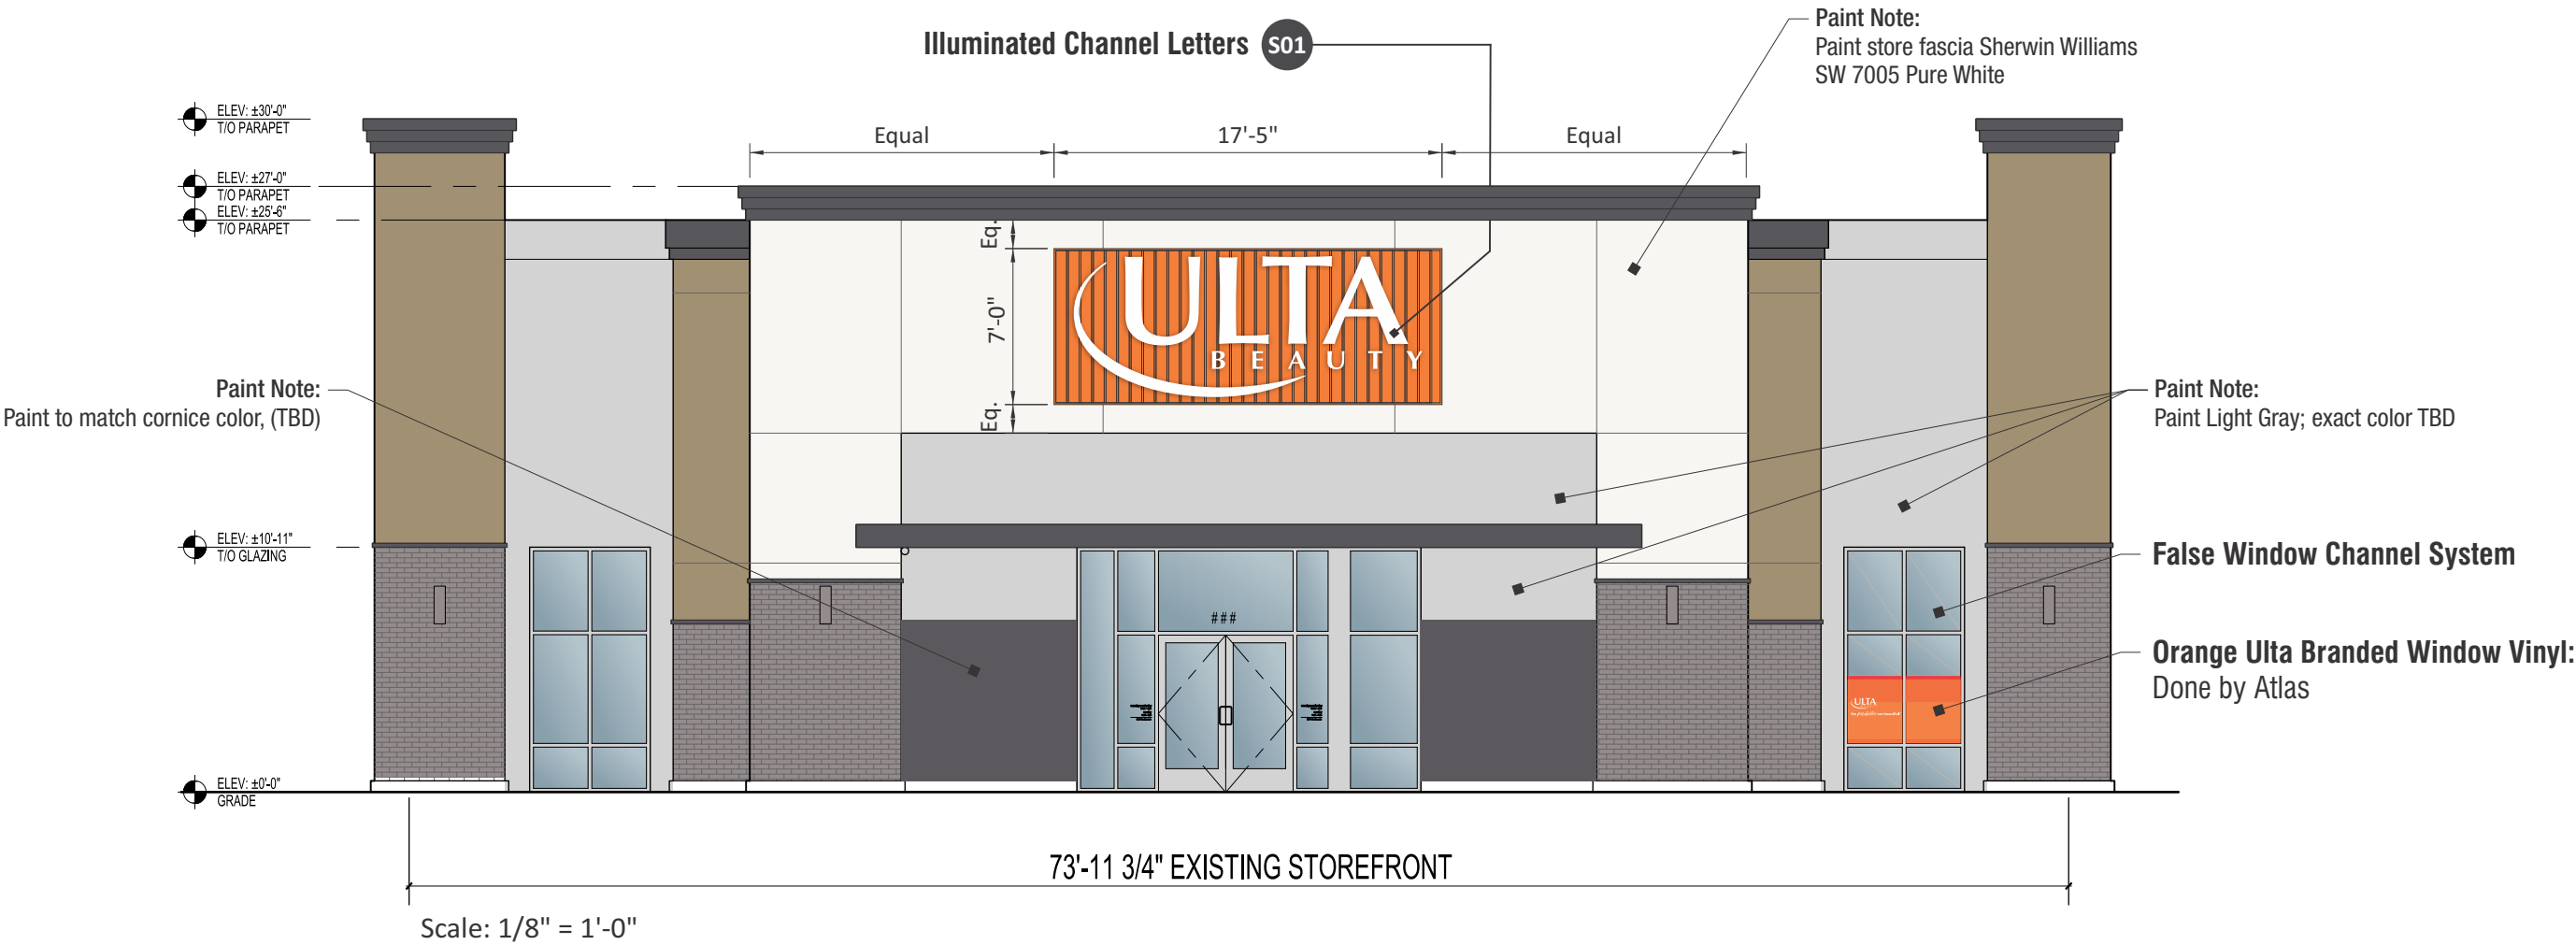 Illuminated Channel Letters S01
Paint Note:
Paint store fascia Sherwin Williams
SW 7005 Pure White
ELEV: ±30'-0"
T/O PARAPET
Equal
17'-5"
Equal
ELEV: ±27'-0"
T/O PARAPET
ELEV: ±25'-6"
T/O PARAPET
Eq.
7'-0"
Eq.
ULTA
BEAUTY
Paint Note:
Paint to match cornice color, (TBD)
Paint Note:
Paint Light Gray; exact color TBD
ELEV: ±10'-11"
T/O GLAZING
False Window Channel System
###
Orange Ulta Branded Window Vinyl:
Done by Atlas
ULTA
ELEV: ±0'-0"
GRADE
73'-11 3/4" EXISTING STOREFRONT
Scale: 1/8" = 1'-0"